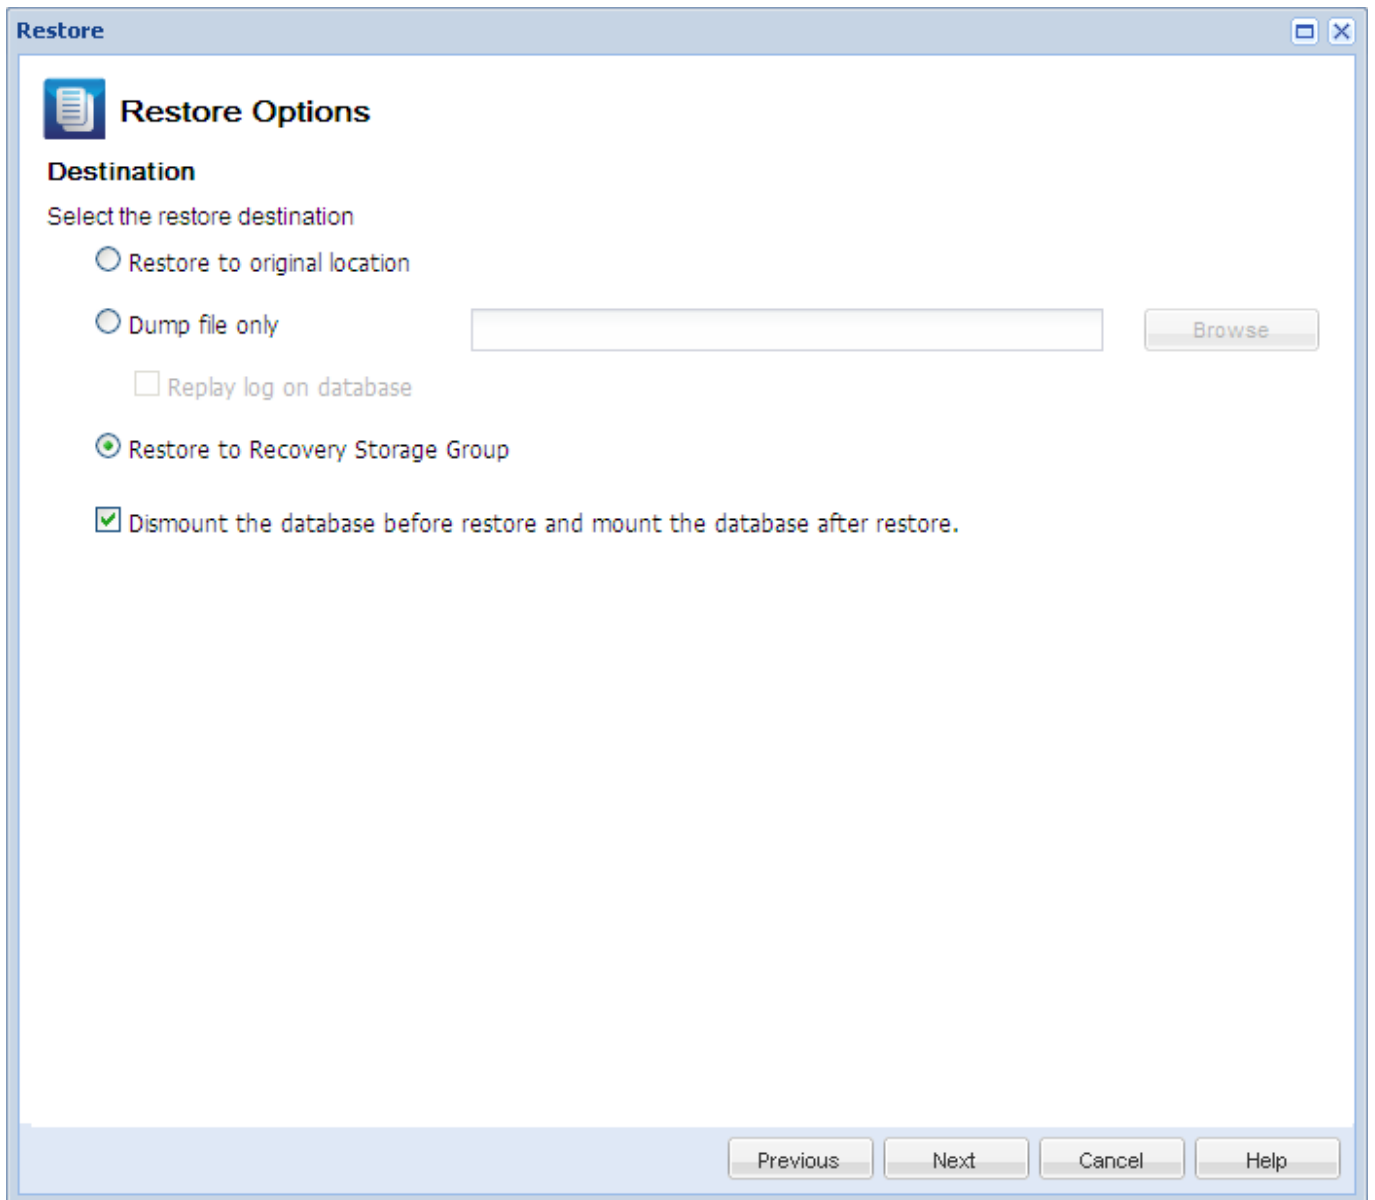 Restore
Restore Options
Destination
Select the restore destination
Restore to original location
Dump file only
Browse
Replay log on database
Restore to Recovery Storage Group
Dismount the database before restore and mount the database after restore.
Previous Next Cancel Help